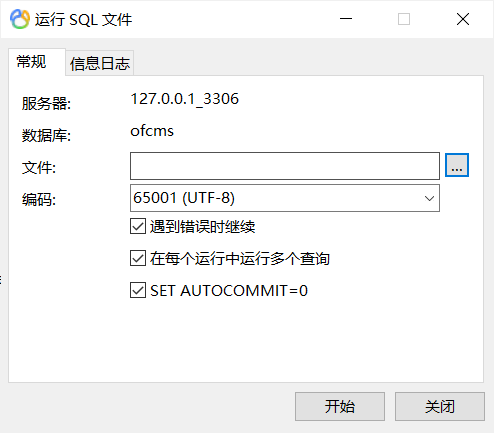 运行 SQL 文件
常规 信息日志
服务器: 127.0.0.1_3306
数据库: ofcms
文件: ...
编码: 65001 (UTF-8)
遇到错误时继续
在每个运行中运行多个查询
SET AUTOCOMMIT=0
开始 关闭